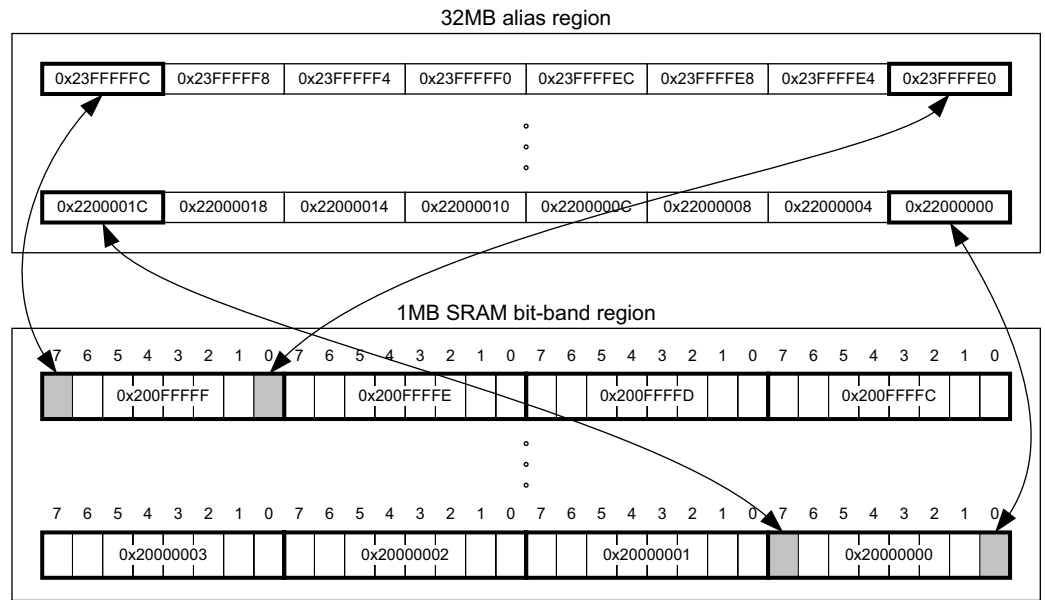 32MB alias region
0x23FFFFFC 0x23FFFFF8 0x23FFFFF4 0x23FFFFF0 0x23FFFFEC 0x23FFFFE8 0x23FFFFE4 0x23FFFFE0
0x2200001C 0x22000018 0x22000014 0x22000010 0x2200000C 0x22000008 0x22000004 0x22000000
1MB SRAM bit-band region
7 6 5 4 3 2 1 0 7 6 5 4 3 2 1 0 7 6 5 4 3 2 1 0 7 6 5 4 3 2 1 0
0x200FFFFF 0x200FFFFE 0x200FFFFD 0x200FFFFC
7 6 5 4 3 2 1 0 7 6 5 4 3 2 1 0 7 6 5 4 3 2 1 0 7 6 5 4 3 2 1 0
0x20000003 0x20000002 0x20000001 0x20000000